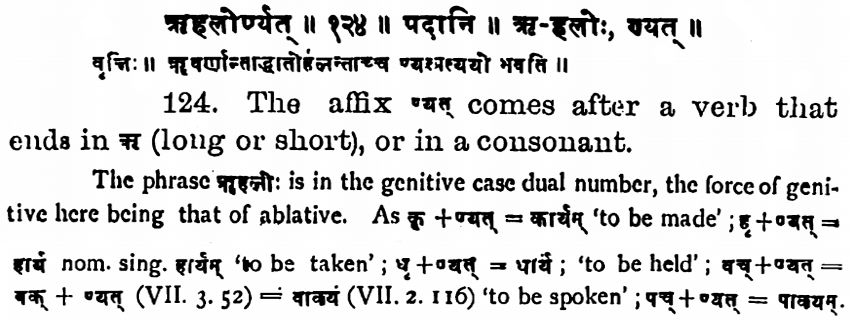 ऋहलोर्ण्यत् ॥ १२४ ॥ पदानि ॥ ऋ-हलोः, ण्यत् ॥
वृत्तिः ॥ ऋवर्णान्ताद्धातोर्हलन्ताच्च ण्यत्प्रत्ययो भवति ॥
124. The affix ण्यत् comes after a verb that
ends in ऋ (long or short), or in a consonant.
The phrase ऋहलोः is in the genitive case dual number, the force of geni-
tive here being that of ablative. As कृ + ण्यत् = कार्यम् 'to be made' ; हृ + ण्यत् =
हार्य nom. sing. हार्यम् 'to be taken' ; धृ + ण्यत् = धार्य ; 'to be held' ; वच् + ण्यत् =
वक् + ण्यत् (VII. 3. 52) = वाक्यं (VII. 2. 116) 'to be spoken' ; पच् + ण्यत् = पाक्यम्.